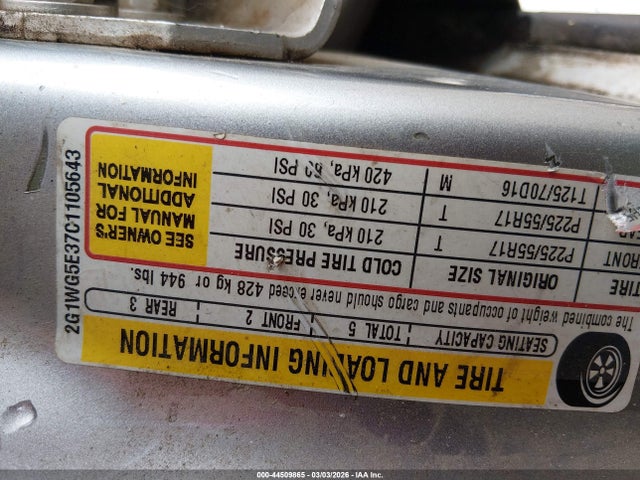 TIRE AND LOADING INFORMATION
SEATING CAPACITY TOTAL 5 FRONT 2 REAR 3
The combined weight of occupants and cargo should never exceed 428 kg or 944 lbs.
TIRE ORIGINAL SIZE COLD TIRE PRESSURE
FRONT P225/55R17 T 210 kPa, 30 PSI
P225/55R17 T 210 kPa, 30 PSI
T125/70D16 M 420 kPa, 60 PSI
SEE OWNER'S
MANUAL FOR
ADDITIONAL
INFORMATION
2G1WG5E37C1105643
000-44509865 - 03/03/2026 - IAA Inc.